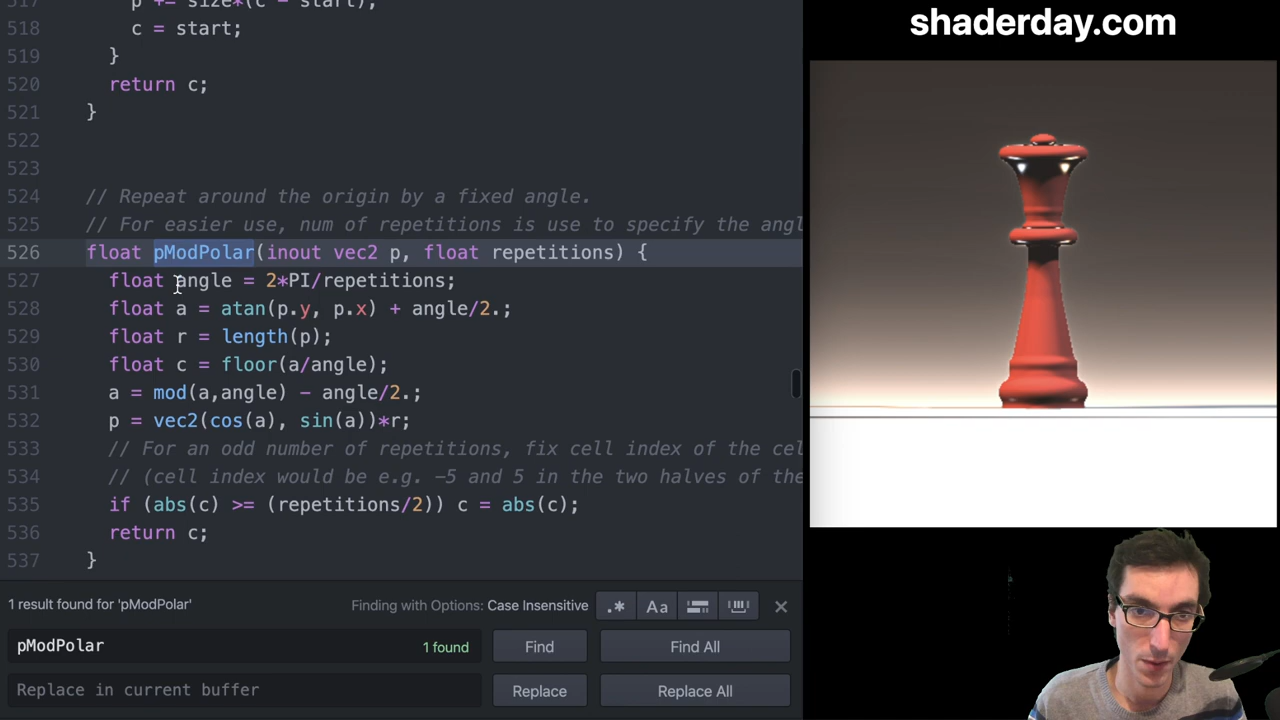 517 p += size*(c - start);
518 c = start;
519 }
520 return c;
521 }
522
523
524 // Repeat around the origin by a fixed angle.
525 // For easier use, num of repetitions is use to specify the angl
526 float pModPolar(inout vec2 p, float repetitions) {
527 float angle = 2*PI/repetitions;
528 float a = atan(p.y, p.x) + angle/2.;
529 float r = length(p);
530 float c = floor(a/angle);
531 a = mod(a,angle) - angle/2.;
532 p = vec2(cos(a), sin(a))*r;
533 // For an odd number of repetitions, fix cell index of the cel
534 // (cell index would be e.g. -5 and 5 in the two halves of the
535 if (abs(c) >= (repetitions/2)) c = abs(c);
536 return c;
537 }
1 result found for 'pModPolar'
Finding with Options: Case Insensitive
.* Aa
pModPolar
1 found
Find
Find All
Replace in current buffer
Replace
Replace All
shaderday.com